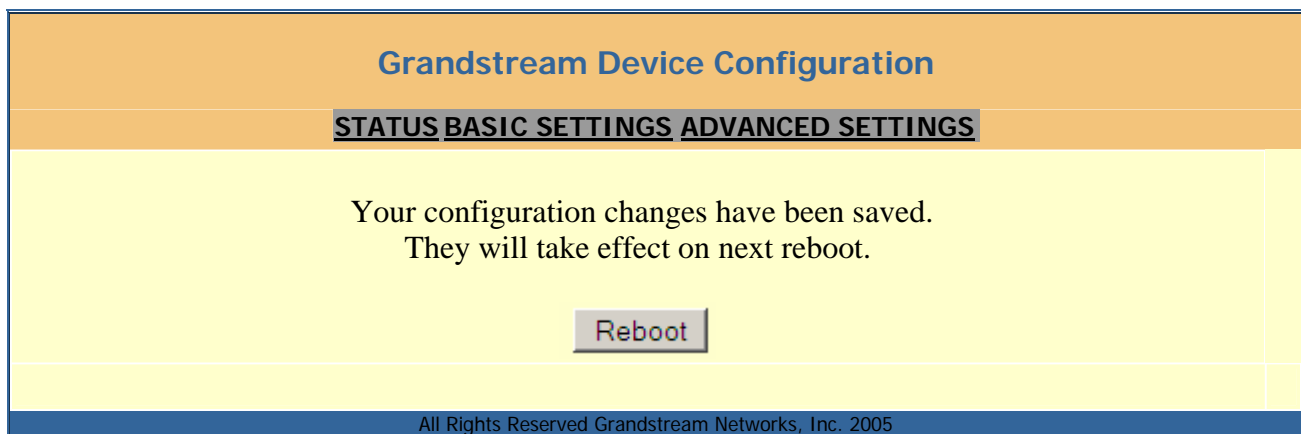 Grandstream Device Configuration
STATUS BASIC SETTINGS ADVANCED SETTINGS
Your configuration changes have been saved.
They will take effect on next reboot.
Reboot
All Rights Reserved Grandstream Networks, Inc. 2005